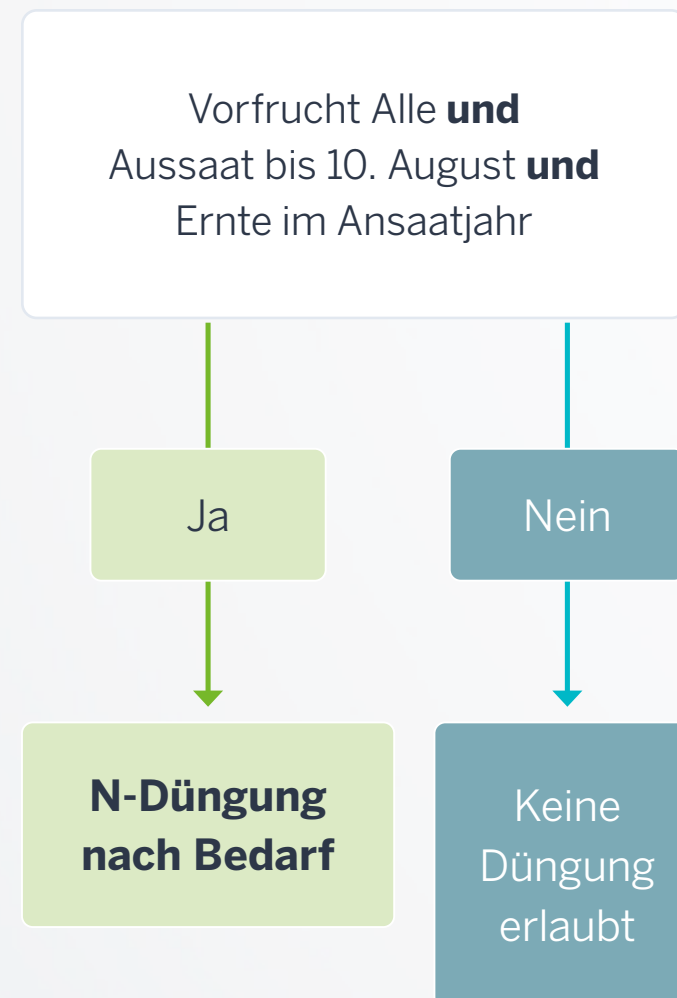 Vorfrucht Alle und
Aussaat bis 10. August und
Ernte im Ansaatjahr
Ja
Nein
N-Düngung
nach Bedarf
Keine
Düngung
erlaubt